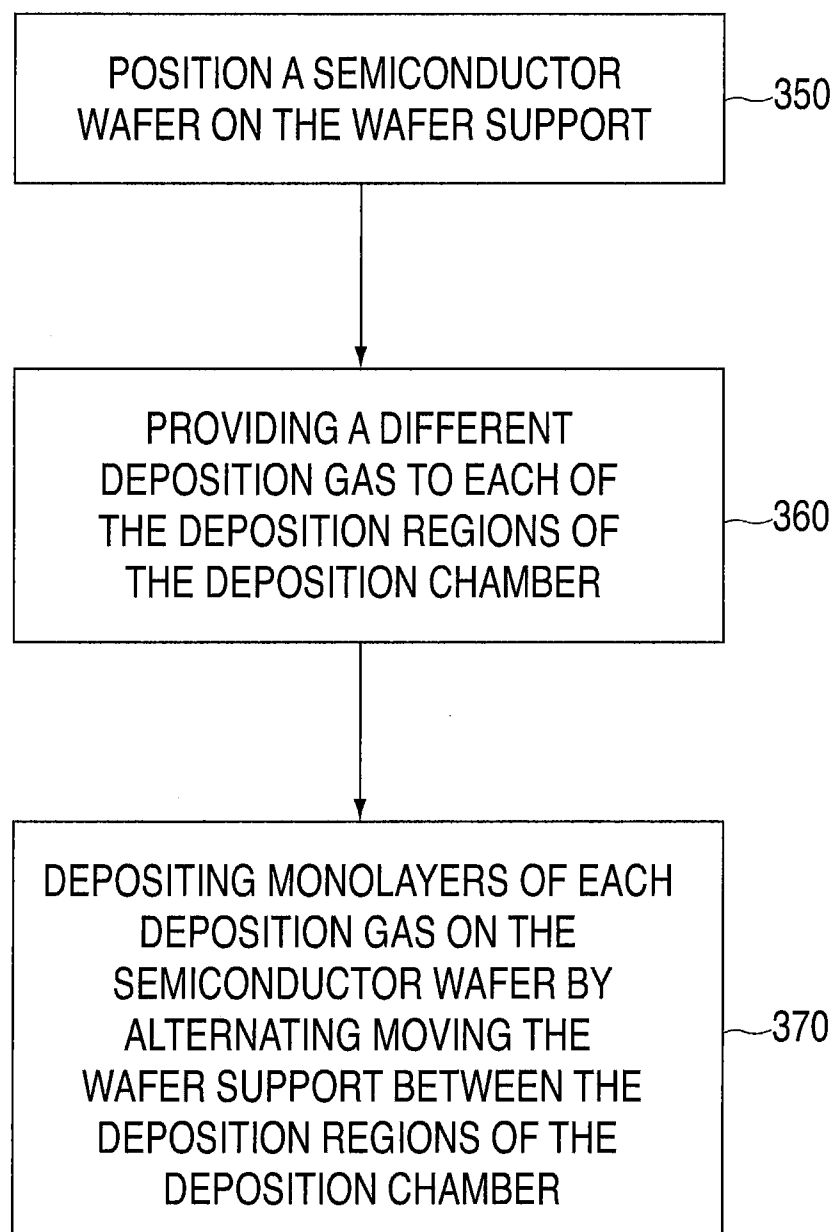 POSITION A SEMICONDUCTOR
WAFER ON THE WAFER SUPPORT
350
PROVIDING A DIFFERENT
DEPOSITION GAS TO EACH OF
THE DEPOSITION REGIONS OF
THE DEPOSITION CHAMBER
360
DEPOSITING MONOLAYERS OF EACH
DEPOSITION GAS ON THE
SEMICONDUCTOR WAFER BY
ALTERNATING MOVING THE
WAFER SUPPORT BETWEEN THE
DEPOSITION REGIONS OF THE
DEPOSITION CHAMBER
370